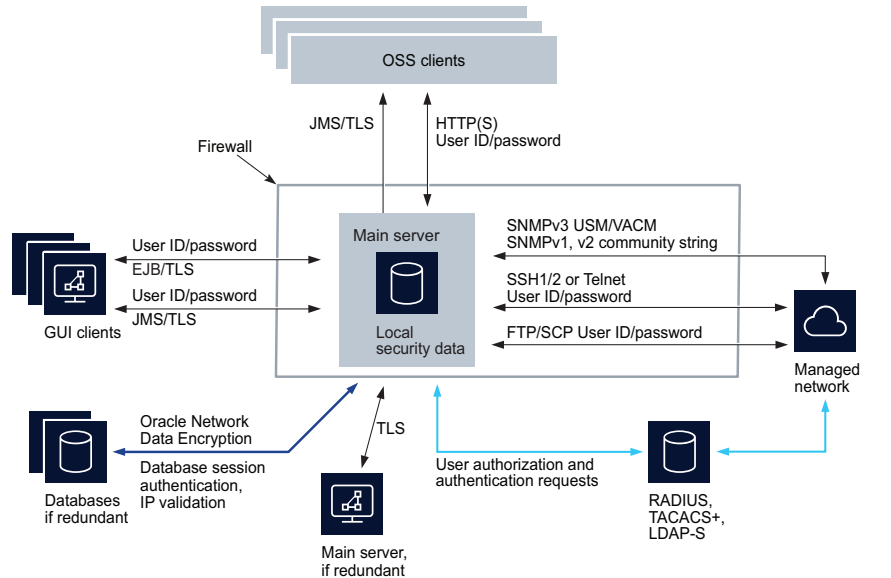 OSS clients
JMS/TLS
HTTP(S)
User ID/password
Firewall
Main server
Local
security data
SNMPv3 USM/VACM
SNMPv1, v2 community string
SSH1/2 or Telnet
User ID/password
FTP/SCP User ID/password
User ID/password
EJB/TLS
User ID/password
JMS/TLS
GUI clients
Managed
network
Oracle Network
Data Encryption
Database session
authentication,
IP validation
Databases
if redundant
TLS
Main server,
if redundant
User authorization and
authentication requests
RADIUS,
TACACS+,
LDAP-S